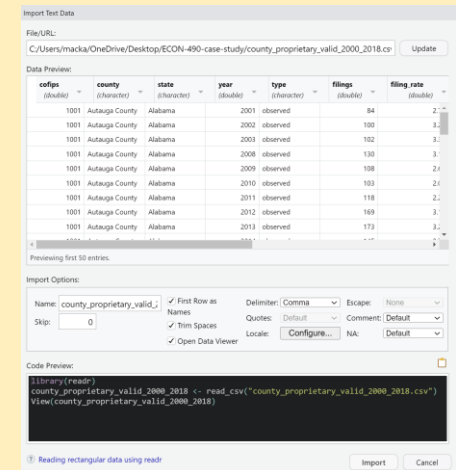 Import Text Data
File/URL:
C:/Users/macka/OneDrive/Desktop/ECON-490-case-study/county_proprietary_valid_2000_2018.cs
Update
Data Preview:
cofips county state year type filings filing_rate
(double) (character) (character) (double) (character) (double) (double)
1001 Autauga County Alabama 2001 observed 84
1001 Autauga County Alabama 2002 observed 100
1001 Autauga County Alabama 2003 observed 102
1001 Autauga County Alabama 2008 observed 130
1001 Autauga County Alabama 2009 observed 108
1001 Autauga County Alabama 2010 observed 103
1001 Autauga County Alabama 2011 observed 118
1001 Autauga County Alabama 2012 observed 169
1001 Autauga County Alabama 2013 observed 173
Previewing first 50 entries.
Import Options:
Name: county_proprietary_valid_ First Row as Names Delimiter: Comma Escape: None
Skip: 0 Trim Spaces Quotes: Default Comment: Default
Open Data Viewer Locale: Configure... NA: Default
Code Preview:
library(readr)
county_proprietary_valid_2000_2018 <- read_csv("county_proprietary_valid_2000_2018.csv")
View(county_proprietary_valid_2000_2018)
? Reading rectangular data using readr
Import Cancel